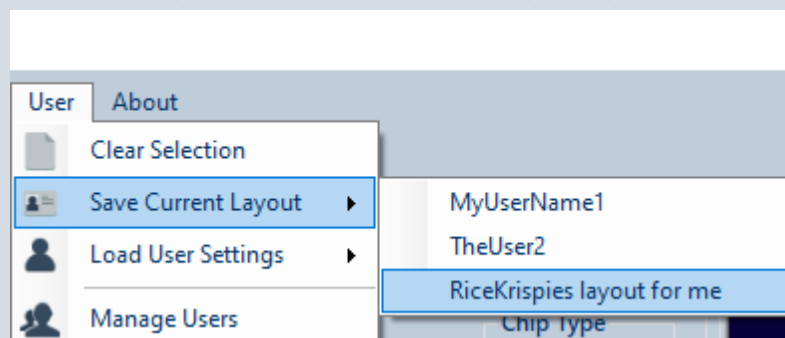 User About
Clear Selection
Save Current Layout
MyUserName1
Load User Settings
TheUser2
RiceKrispies layout for me
Manage Users
Chip Type